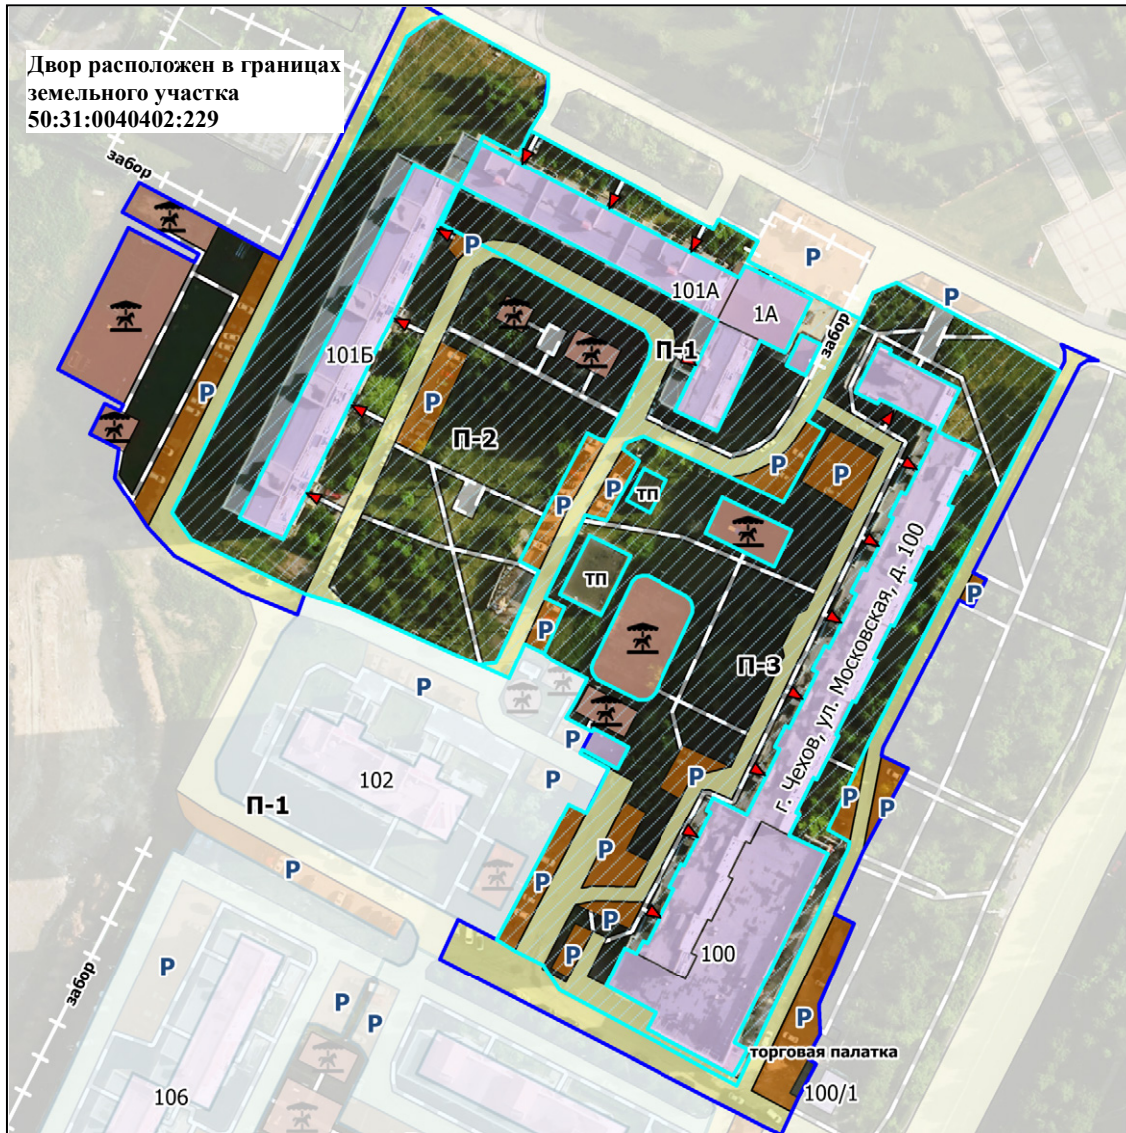 Двор расположен в границах
земельного участка
50:31:0040402:229
забор
Р
Р
101А
1А
Р
забор
П-1
101Б
Р
Р
П-2
Р
Р
Р
Р
Р
тп
тп
г. Чехов, ул. Московская, д. 100
Р
Р
П-3
Р
Р
Р
Р
102
Р
Р
Р
П-1
Р
Р
Р
Р
100
Р
Р
Р
Р
забор
Р
торговая палатка
106
100/1